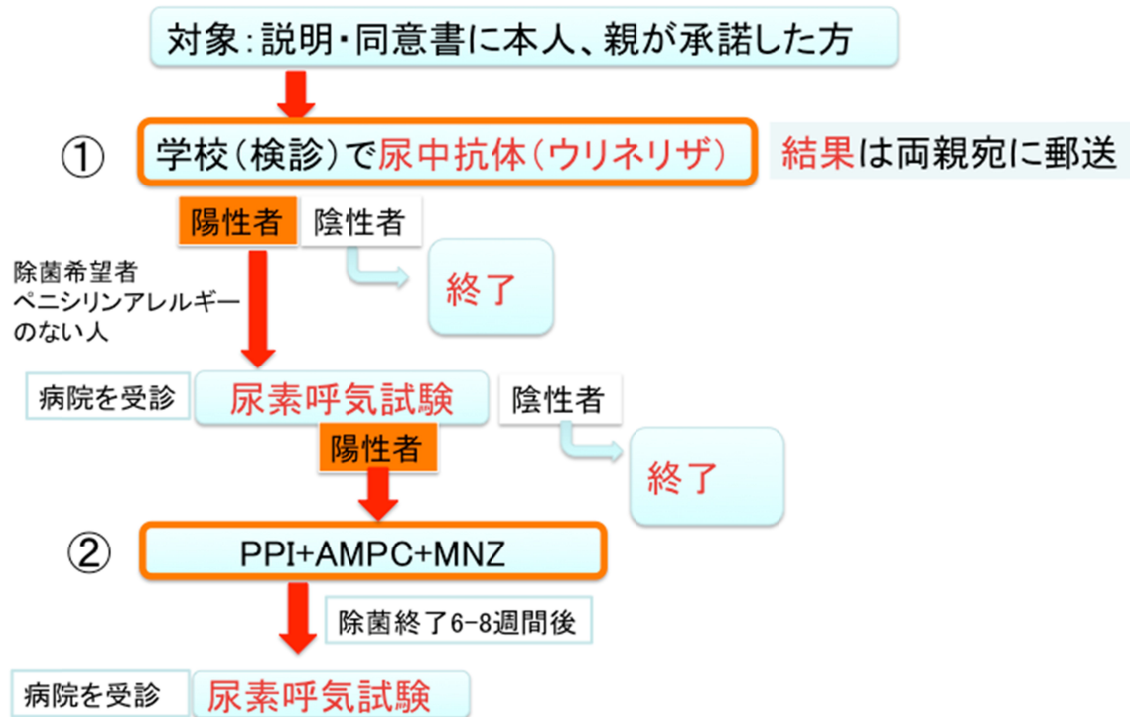 対象：説明・同意書に本人、親が承諾した方
① 学校（検診）で尿中抗体（ウリネリザ） 結果は両親宛に郵送
陽性者 陰性者
除菌希望者
ペニシリンアレルギー
のない人
終了
病院を受診 尿素呼気試験 陰性者
陽性者
終了
② PPI+AMPC+MNZ
除菌終了6-8週間後
病院を受診 尿素呼気試験